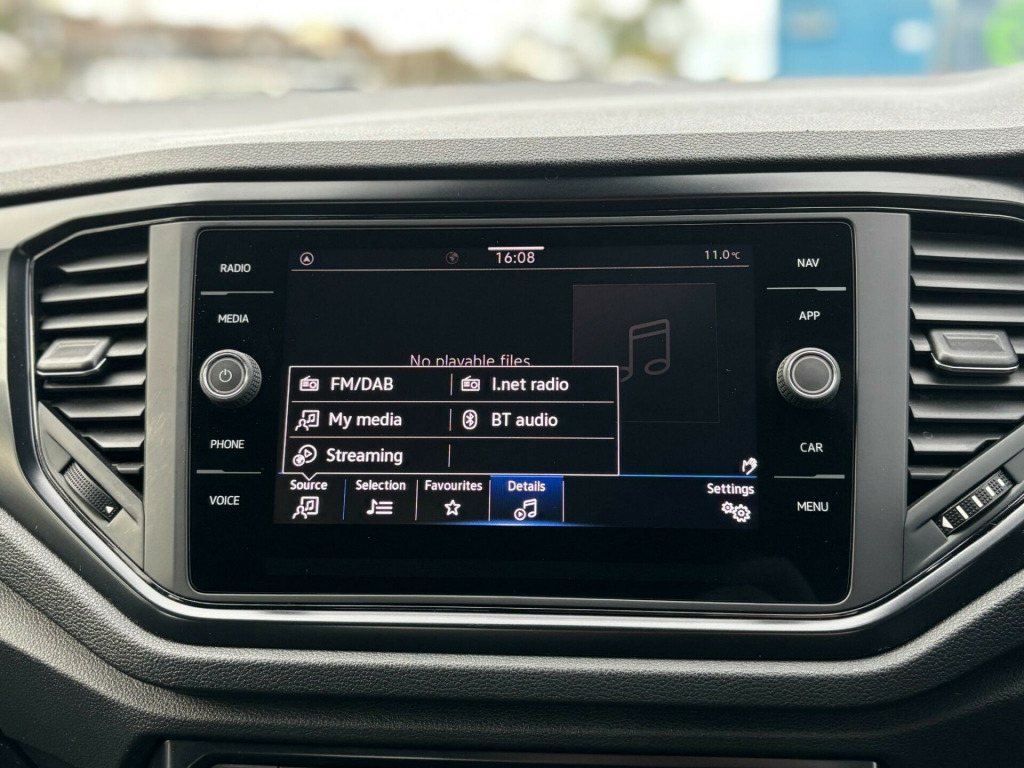 RADIO
MEDIA
PHONE
VOICE
16:08
11.0°C
No playable files.
FM/DAB
I.net radio
My media
BT audio
Streaming
Source
Selection
Favourites
Details
Settings
NAV
APP
CAR
MENU